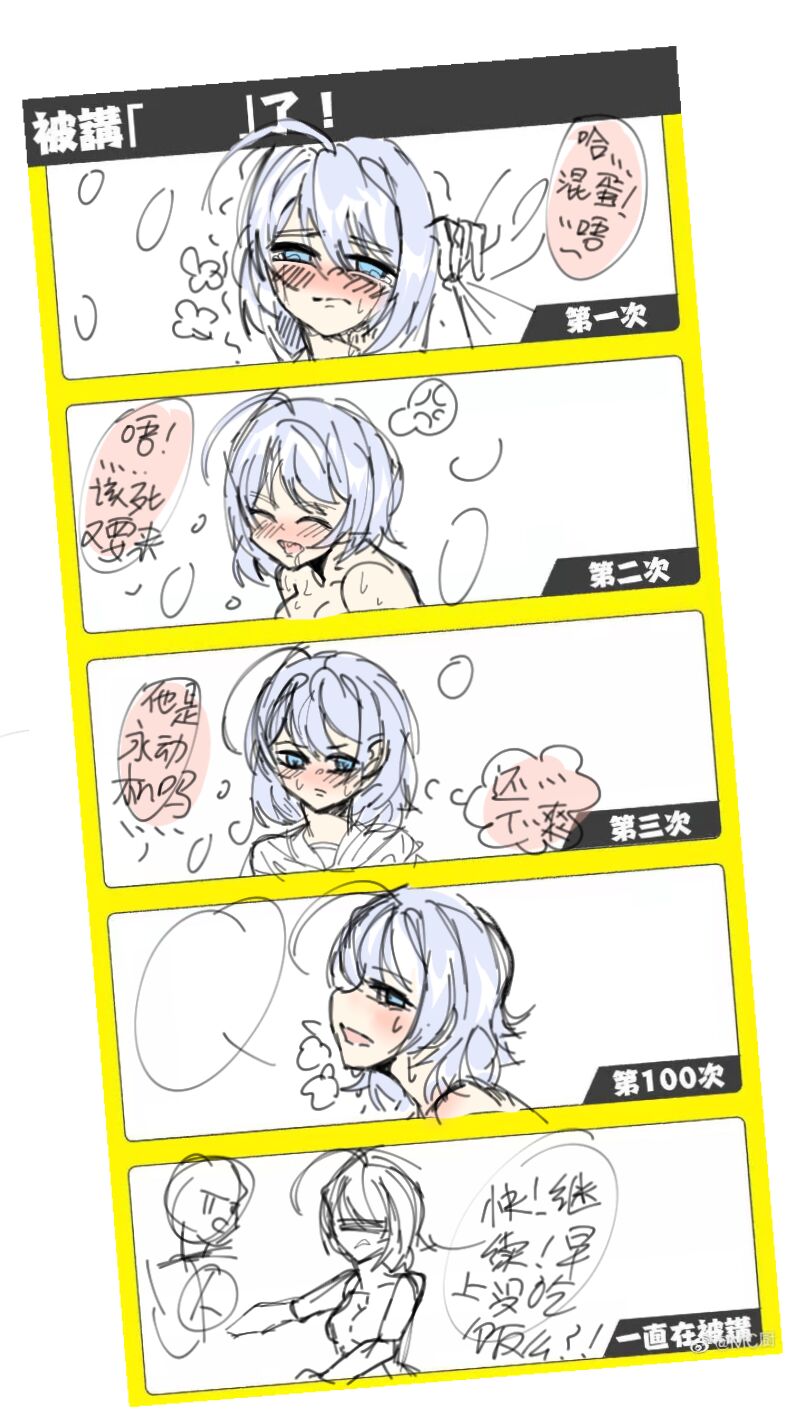 被講「　　」了！
哈
混蛋！
唔
第一次
唔！
该死
又要来
第二次
他是
永动
机吗
还
不来
第三次
第100次
快！继
续！早
上没吃
饭么？！
一直在被講